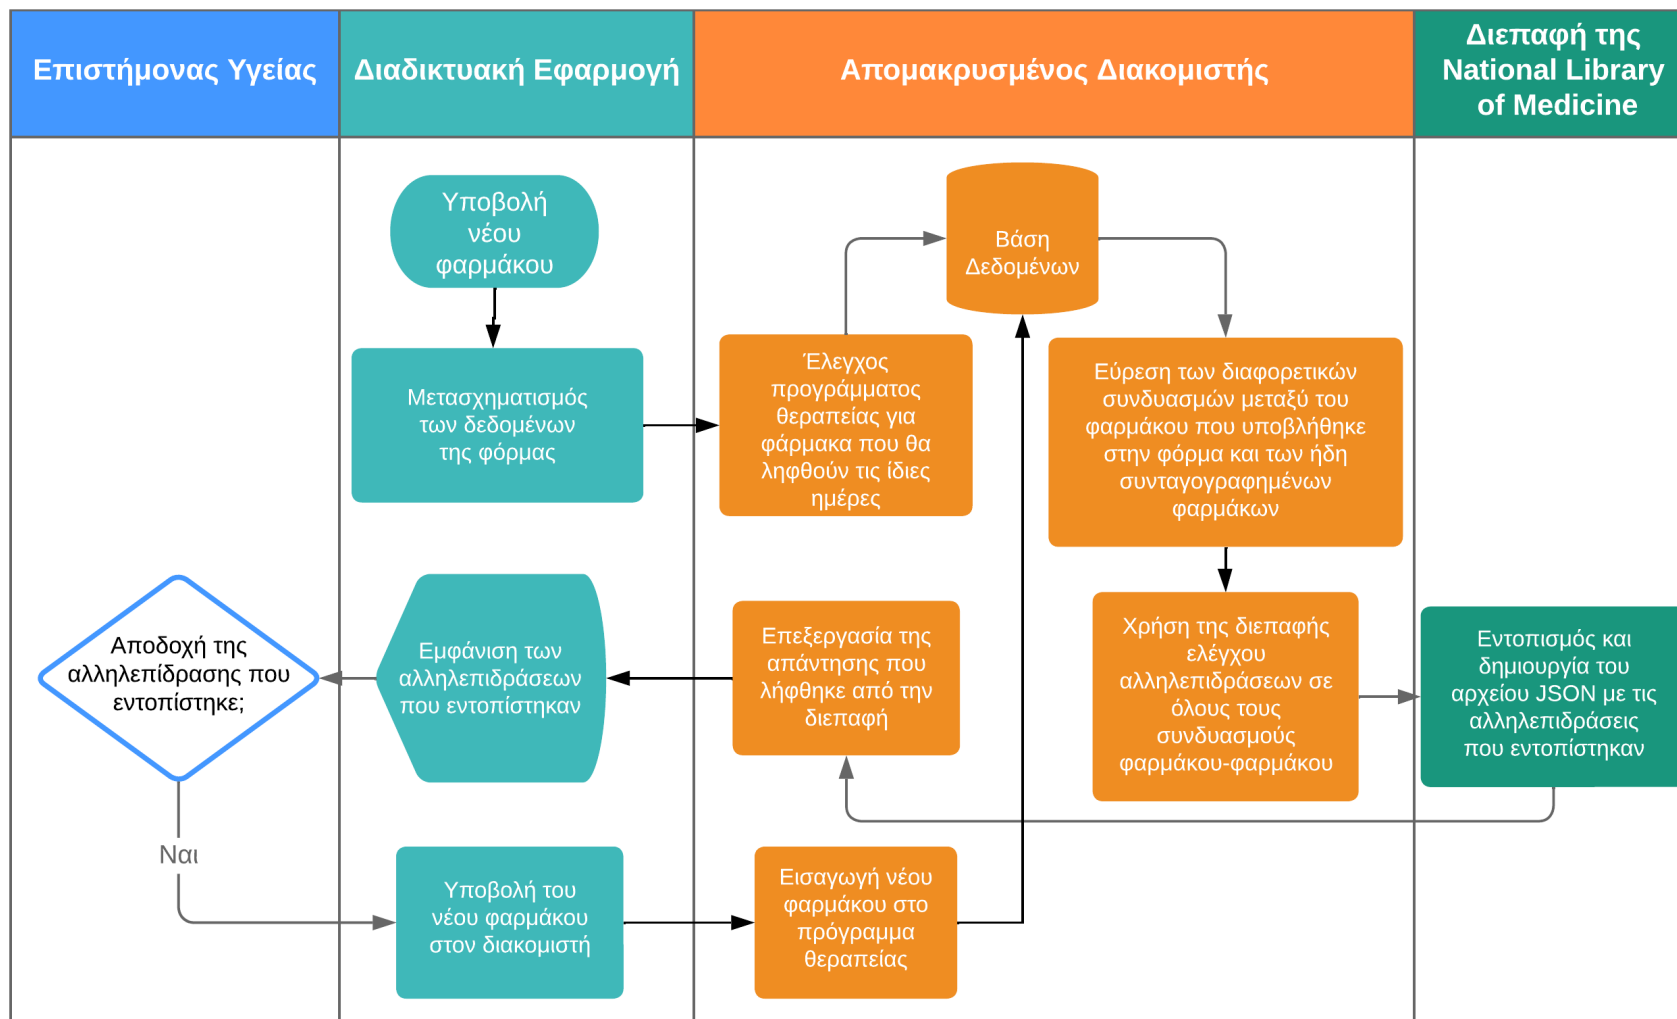 Επιστήμονας Υγείας
Διαδικτυακή Εφαρμογή
Απομακρυσμένος Διακομιστής
Διεπαφή της
National Library
of Medicine
Υποβολή
νέου
φαρμάκου
Μετασχηματισμός
των δεδομένων
της φόρμας
Έλεγχος
προγράμματος
θεραπείας για
φάρμακα που θα
ληφθούν τις ίδιες
ημέρες
Βάση
Δεδομένων
Εύρεση των διαφορετικών
συνδυασμών μεταξύ του
φαρμάκου που υποβλήθηκε
στην φόρμα και των ήδη
συνταγογραφημένων
φαρμάκων
Χρήση της διεπαφής
ελέγχου
αλληλεπιδράσεων σε
όλους τους
συνδυασμούς
φαρμάκου-φαρμάκου
Εντοπισμός και
δημιουργία του
αρχείου JSON με τις
αλληλεπιδράσεις
που εντοπίστηκαν
Επεξεργασία της
απάντησης που
λήφθηκε από την
διεπαφή
Εμφάνιση των
αλληλεπιδράσεων
που εντοπίστηκαν
Αποδοχή της
αλληλεπίδρασης που
εντοπίστηκε;
Ναι
Υποβολή του
νέου φαρμάκου
στον διακομιστή
Εισαγωγή νέου
φαρμάκου στο
πρόγραμμα
θεραπείας